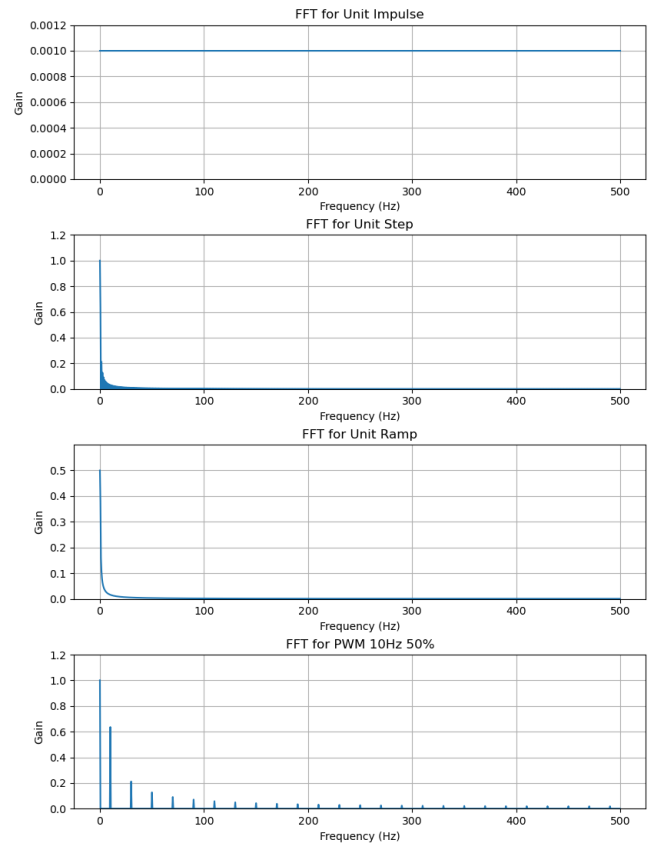 FFT for Unit Impulse
0.0012
0.0010
0.0008
0.0006
0.0004
0.0002
0.0000
Gain
0 100 200 300 400 500
Frequency (Hz)
FFT for Unit Step
1.2
1.0
0.8
0.6
0.4
0.2
0.0
Gain
0 100 200 300 400 500
Frequency (Hz)
FFT for Unit Ramp
0.5
0.4
0.3
0.2
0.1
0.0
Gain
0 100 200 300 400 500
Frequency (Hz)
FFT for PWM 10Hz 50%
1.2
1.0
0.8
0.6
0.4
0.2
0.0
Gain
0 100 200 300 400 500
Frequency (Hz)